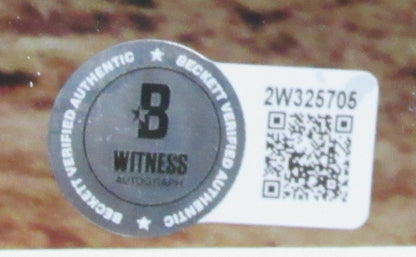 BECKETT VERIFIED AUTHENTIC ★ BECKETT VERIFIED AUTHENTIC ★
B
WITNESS
AUTOGRAPH
2W325705